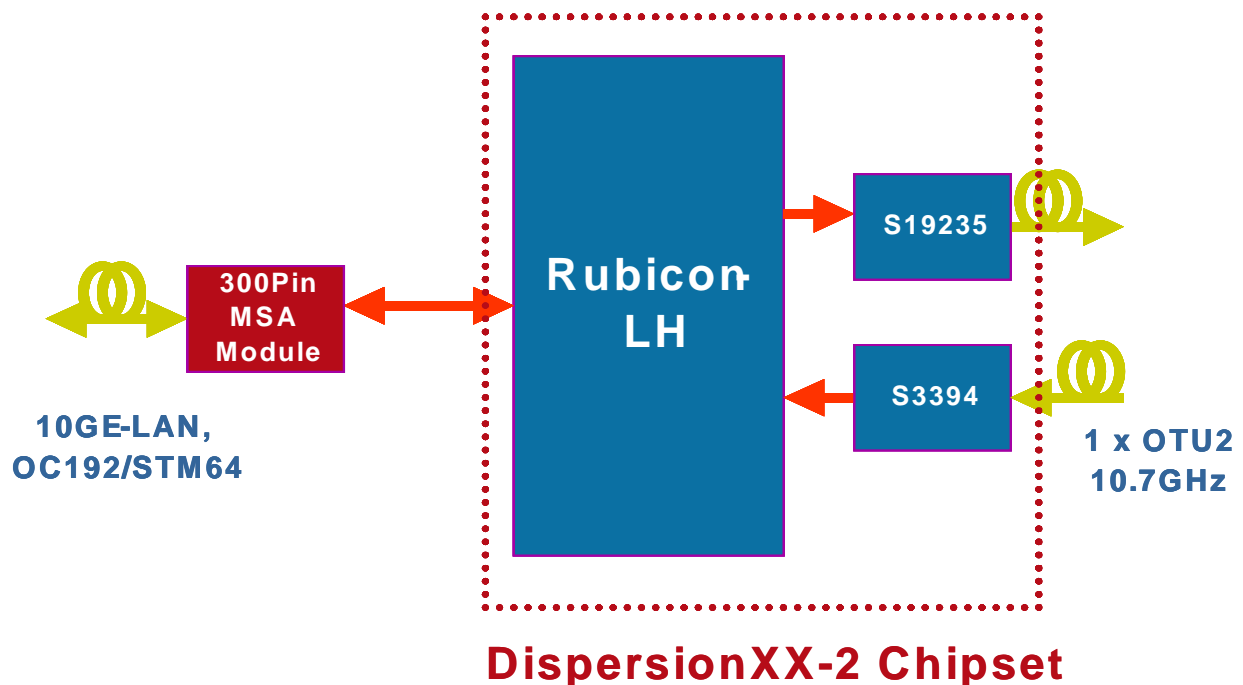 300Pin
MSA
Module
10GE-LAN,
OC192/STM64
Rubicon-
LH
S19235
S3394
1 x OTU2
10.7GHz
DispersionXX-2 Chipset